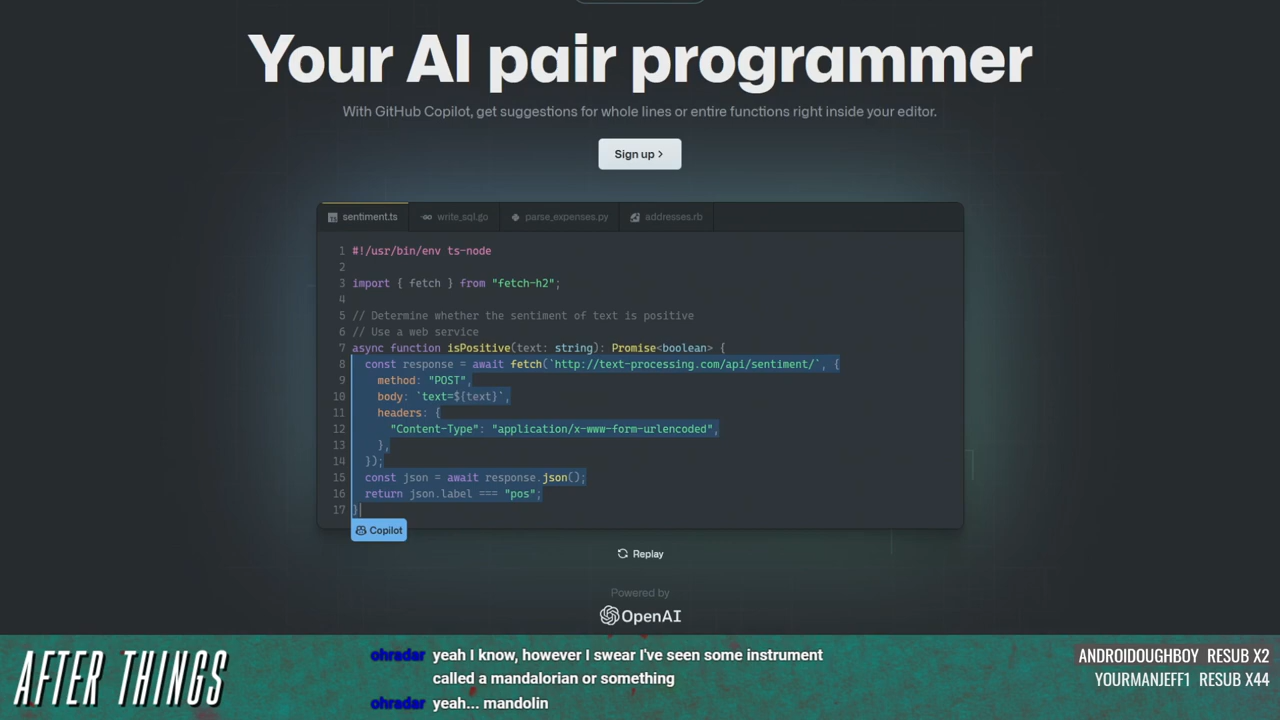 Your AI pair programmer
With GitHub Copilot, get suggestions for whole lines or entire functions right inside your editor.
Sign up >
sentiment.ts write_sql.go parse_expenses.py addresses.rb
1 #!/usr/bin/env ts-node
2
3 import { fetch } from "fetch-h2";
4
5 // Determine whether the sentiment of text is positive
6 // Use a web service
7 async function isPositive(text: string): Promise<boolean> {
8 const response = await fetch(`http://text-processing.com/api/sentiment/`, {
9 method: "POST",
10 body: `text=${text}`,
11 headers: {
12 "Content-Type": "application/x-www-form-urlencoded",
13 },
14 });
15 const json = await response.json();
16 return json.label === "pos";
17 }
Copilot
Replay
Powered by
OpenAI
AFTER THINGS
ohradar yeah I know, however I swear I've seen some instrument
called a mandalorian or something
ohradar yeah... mandolin
ANDROIDOUGHBOY RESUB X2
YOURMANJEFF1 RESUB X44